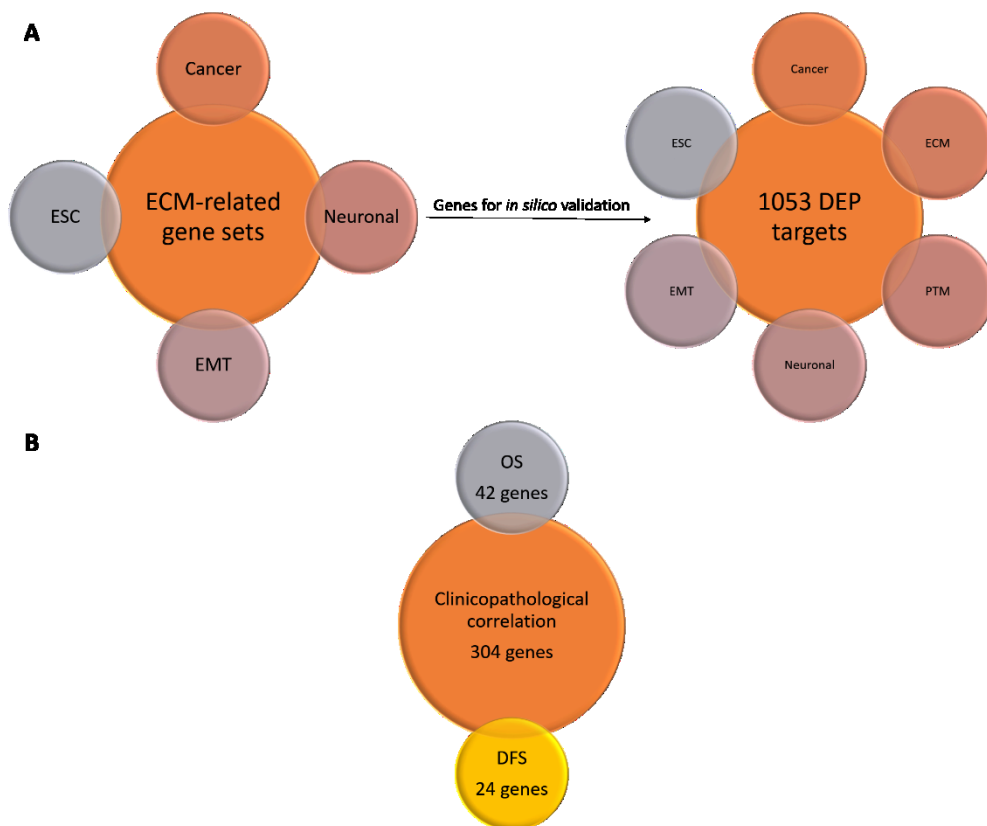 A
Cancer
ESC
ECM-related
gene sets
Neuronal
EMT
Genes for in silico validation
Cancer
ESC
ECM
1053 DEP
targets
EMT
PTM
Neuronal
B
OS
42 genes
Clinicopathological
correlation
304 genes
DFS
24 genes